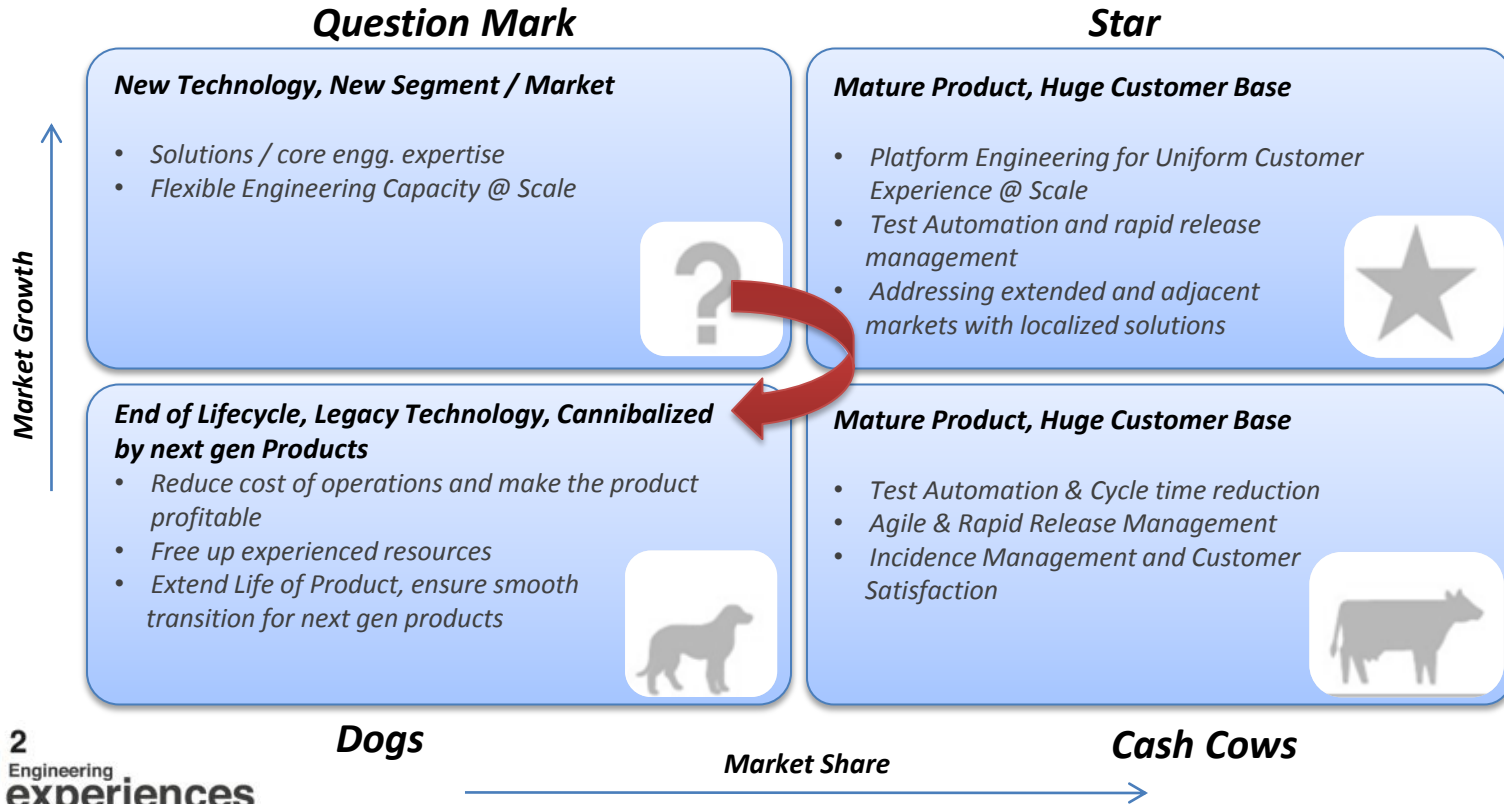 Question Mark
Star
New Technology, New Segment / Market
• Solutions / core engg. expertise
• Flexible Engineering Capacity @ Scale
?
Mature Product, Huge Customer Base
• Platform Engineering for Uniform Customer
Experience @ Scale
• Test Automation and rapid release
management
• Addressing extended and adjacent
markets with localized solutions
Market Growth
End of Lifecycle, Legacy Technology, Cannibalized
by next gen Products
• Reduce cost of operations and make the product
profitable
• Free up experienced resources
• Extend Life of Product, ensure smooth
transition for next gen products
Mature Product, Huge Customer Base
• Test Automation & Cycle time reduction
• Agile & Rapid Release Management
• Incidence Management and Customer
Satisfaction
Dogs
Cash Cows
Market Share
2
Engineering
experiences